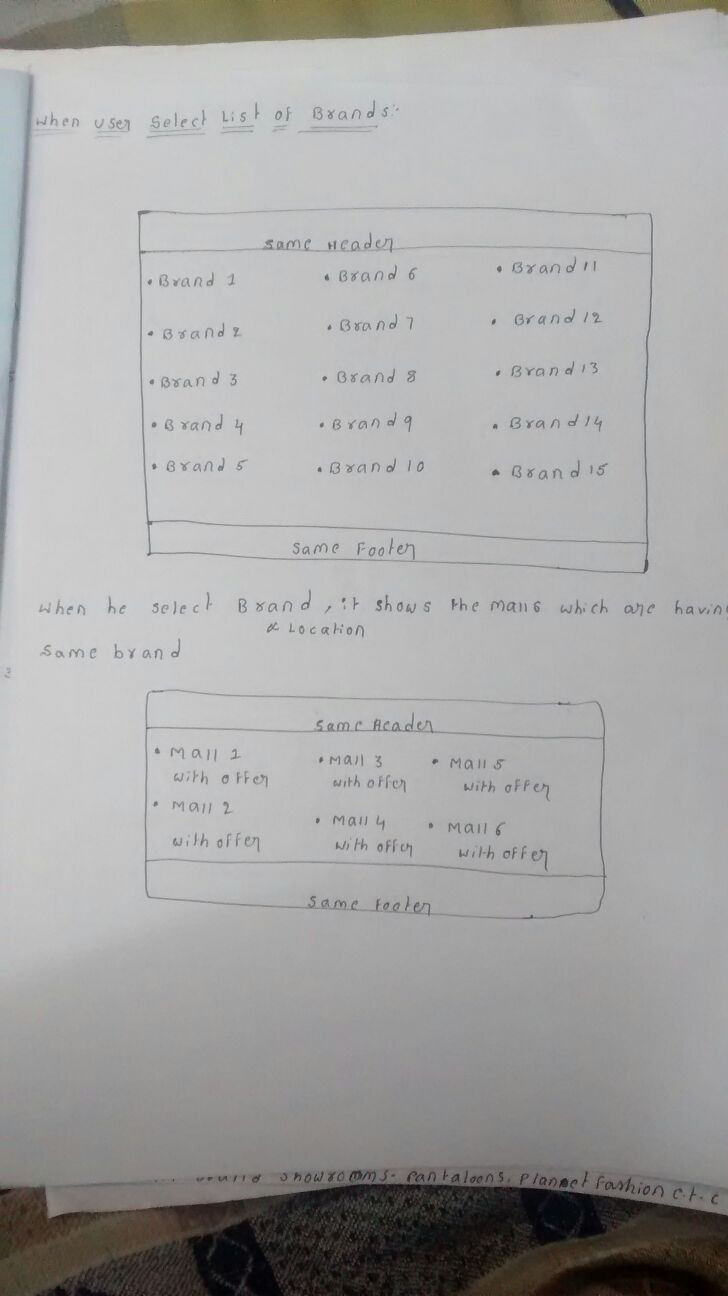 When User Select List of Brands:-
Same Header
• Brand 1 • Brand 6 • Brand 11
• Brand 2 • Brand 7 • Brand 12
• Brand 3 • Brand 8 • Brand 13
• Brand 4 • Brand 9 • Brand 14
• Brand 5 • Brand 10 • Brand 15
Same Footer
When he select Brand, it shows the malls which are having
& Location
Same brand
Same Header
• Mall 1 • Mall 3 • Mall 5
with offer with offer with offer
• Mall 2 • Mall 4 • Mall 6
with offer with offer with offer
Same Footer
showrooms- Pantaloons, Plannet fashion e.t.c